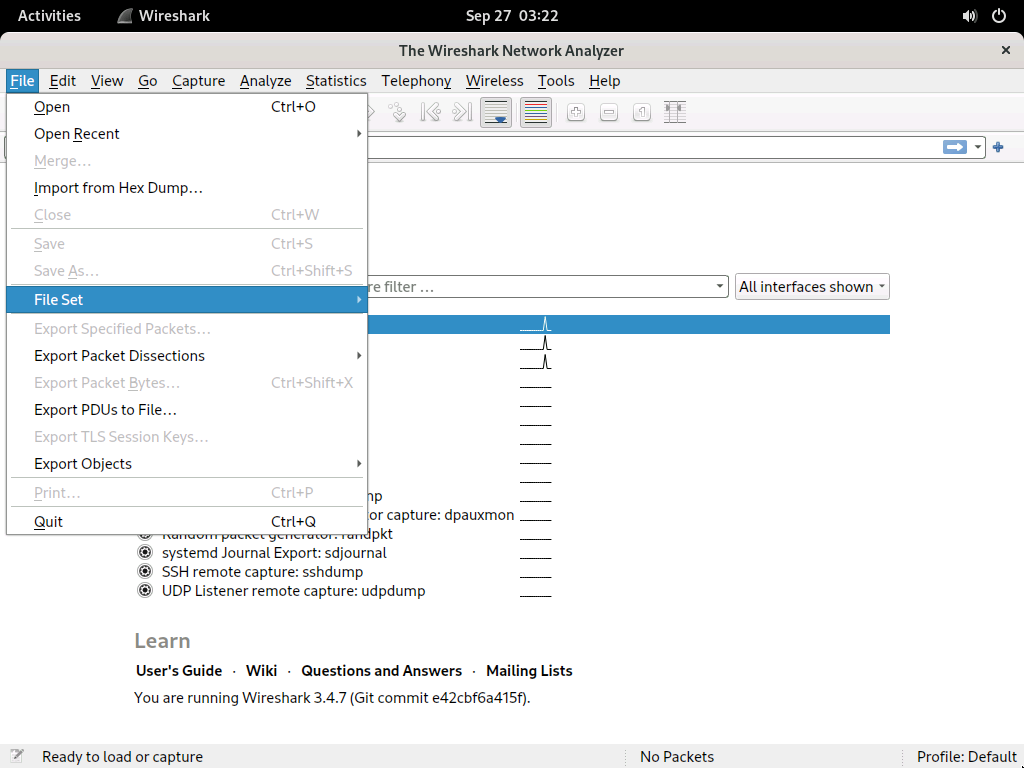 Activities Wireshark Sep 27 03:22
The Wireshark Network Analyzer
File Edit View Go Capture Analyze Statistics Telephony Wireless Tools Help
Open Ctrl+O
Open Recent
Merge...
Import from Hex Dump...
Close Ctrl+W
Save Ctrl+S
Save As... Ctrl+Shift+S
re filter ... All interfaces shown
File Set
Export Specified Packets...
Export Packet Dissections
Export Packet Bytes... Ctrl+Shift+X
Export PDUs to File...
Export TLS Session Keys...
Export Objects
Print... Ctrl+P
mp
or capture: dpauxmon
Quit Ctrl+Q
Random packet generator: randpkt
systemd Journal Export: sdjournal
SSH remote capture: sshdump
UDP Listener remote capture: udpdump
Learn
User's Guide · Wiki · Questions and Answers · Mailing Lists
You are running Wireshark 3.4.7 (Git commit e42cbf6a415f).
Ready to load or capture No Packets Profile: Default